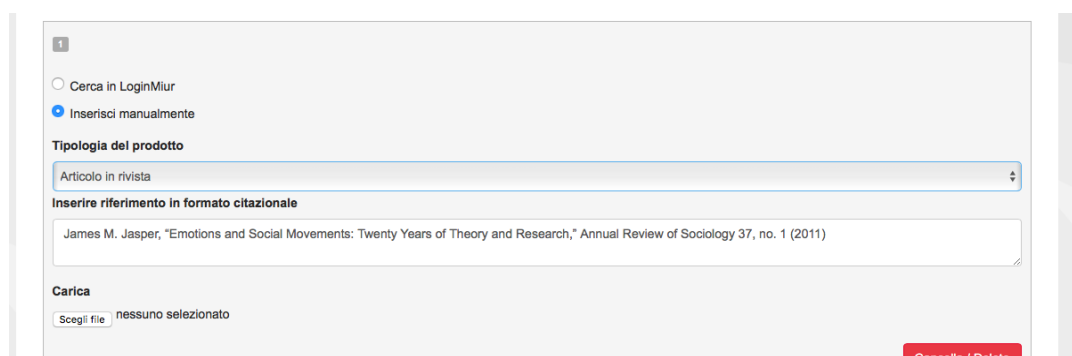 1
Cerca in LoginMiur
Inserisci manualmente
Tipologia del prodotto
Articolo in rivista
Inserire riferimento in formato citazionale
James M. Jasper, “Emotions and Social Movements: Twenty Years of Theory and Research,” Annual Review of Sociology 37, no. 1 (2011)
Carica
Scegli file nessuno selezionato
Cancella / Delete